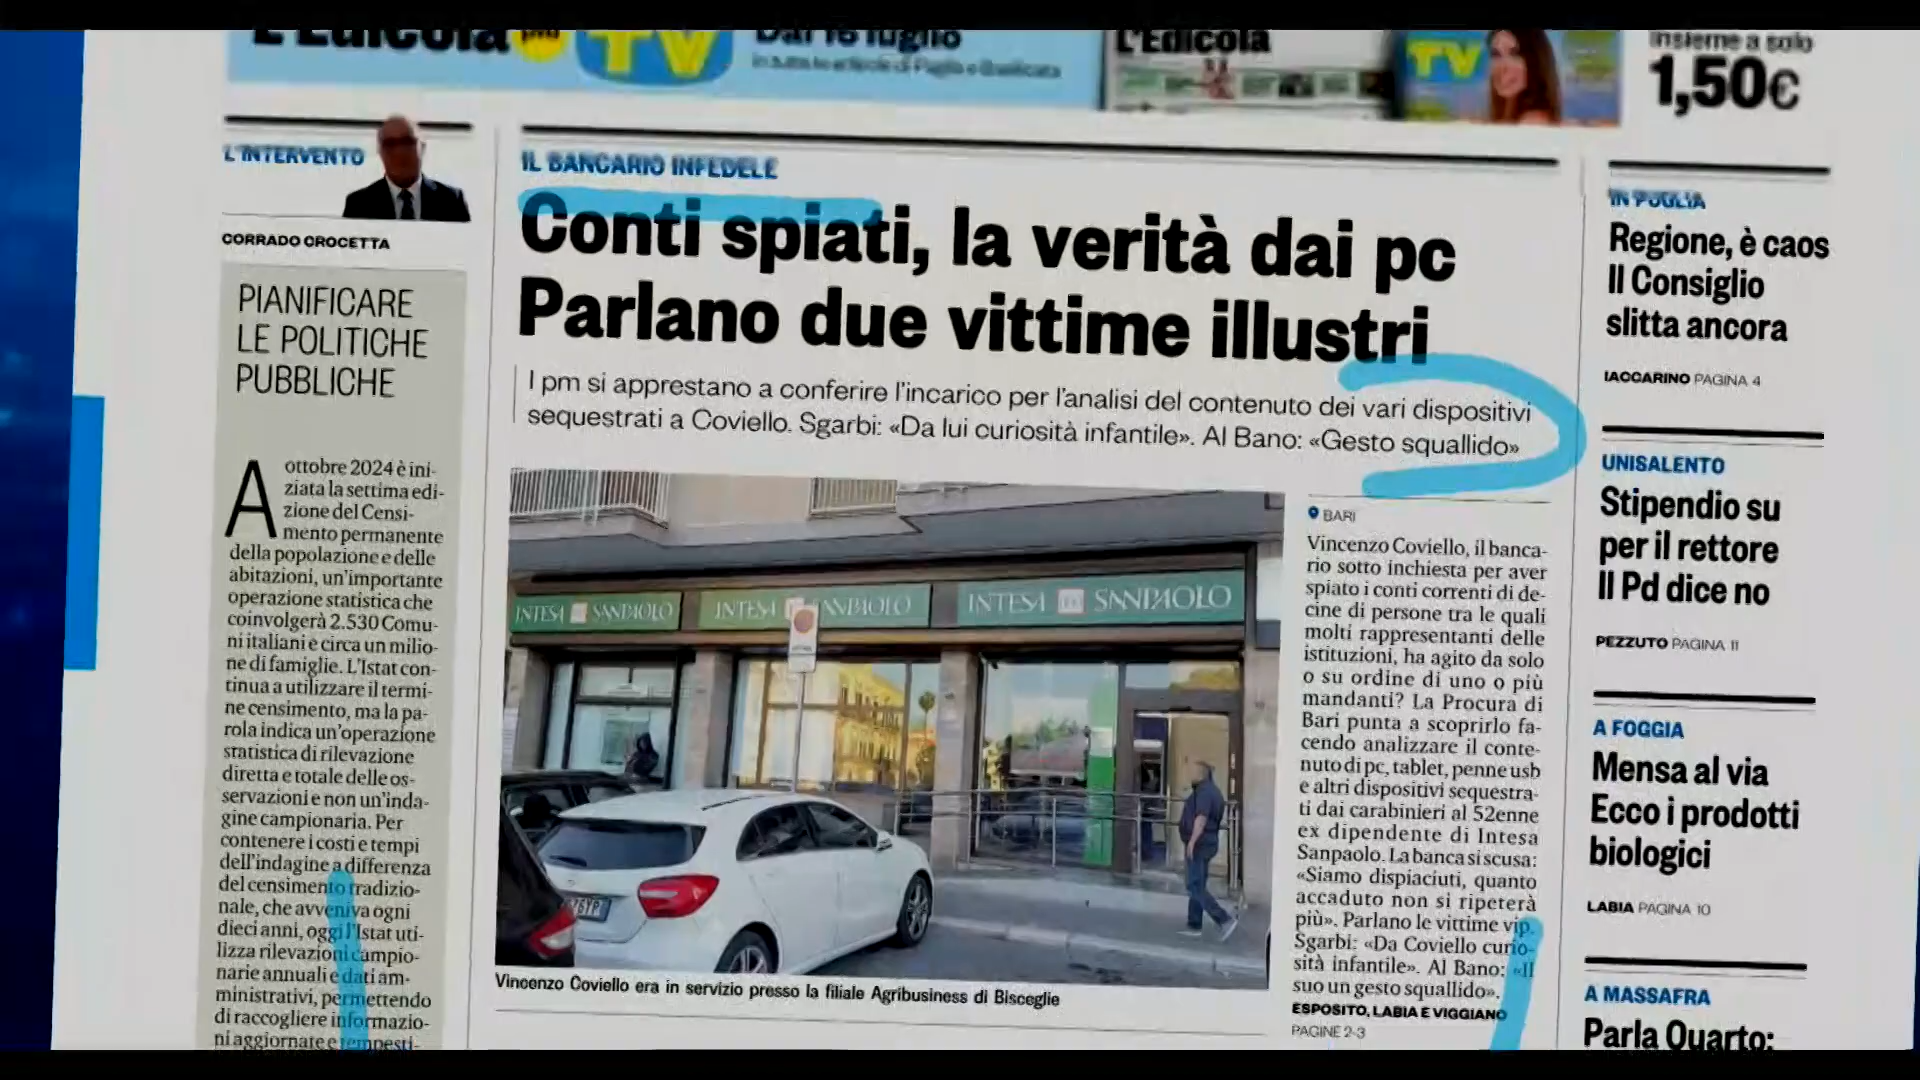 L'Edicola più
TV
Dal 16 luglio
in tutte le edicole di Puglia e Basilicata
L'Edicola
TV
insieme a solo
1,50€
L'INTERVENTO
CORRADO CROCETTA
PIANIFICARE
LE POLITICHE
PUBBLICHE
A ottobre 2024 è ini-
ziata la settima edi-
zione del Censi-
mento permanente
della popolazione e delle
abitazioni, un'importante
operazione statistica che
coinvolgerà 2.530 Comu-
ni italiani e circa un milio-
ne di famiglie. L'Istat con-
tinua a utilizzare il termi-
ne censimento, ma la pa-
rola indica un'operazione
statistica di rilevazione
diretta e totale delle os-
servazioni e non un'inda-
gine campionaria. Per
contenere i costi e tempi
dell'indagine a differenza
del censimento tradizio-
nale, che avveniva ogni
dieci anni, oggi l'Istat uti-
lizza rilevazioni campio-
narie annuali e dati am-
ministrativi, permettendo
di raccogliere informazio-
ni aggiornate e tempesti-
IL BANCARIO INFEDELE
Conti spiati, la verità dai pc
Parlano due vittime illustri
I pm si apprestano a conferire l'incarico per l'analisi del contenuto dei vari dispositivi
sequestrati a Coviello. Sgarbi: «Da lui curiosità infantile». Al Bano: «Gesto squallido»
INTESA SANPAOLO
INTESA SANPAOLO
INTESA SANPAOLO
Vincenzo Coviello era in servizio presso la filiale Agribusiness di Bisceglie
BARI
Vincenzo Coviello, il banca-
rio sotto inchiesta per aver
spiato i conti correnti di de-
cine di persone tra le quali
molti rappresentanti delle
istituzioni, ha agito da solo
o su ordine di uno o più
mandanti? La Procura di
Bari punta a scoprirlo fa-
cendo analizzare il conte-
nuto di pc, tablet, penne usb
e altri dispositivi sequestra-
ti dai carabinieri al 52enne
ex dipendente di Intesa
Sanpaolo. La banca si scusa:
«Siamo dispiaciuti, quanto
accaduto non si ripeterà
più». Parlano le vittime vip.
Sgarbi: «Da Coviello curio-
sità infantile». Al Bano: «Il
suo un gesto squallido».
ESPOSITO, LABIA E VIGGIANO
PAGINE 2-3
IN PUGLIA
Regione, è caos
Il Consiglio
slitta ancora
IACCARINO PAGINA 4
UNISALENTO
Stipendio su
per il rettore
Il Pd dice no
PEZZUTO PAGINA 11
A FOGGIA
Mensa al via
Ecco i prodotti
biologici
LABIA PAGINA 10
A MASSAFRA
Parla Quarto: